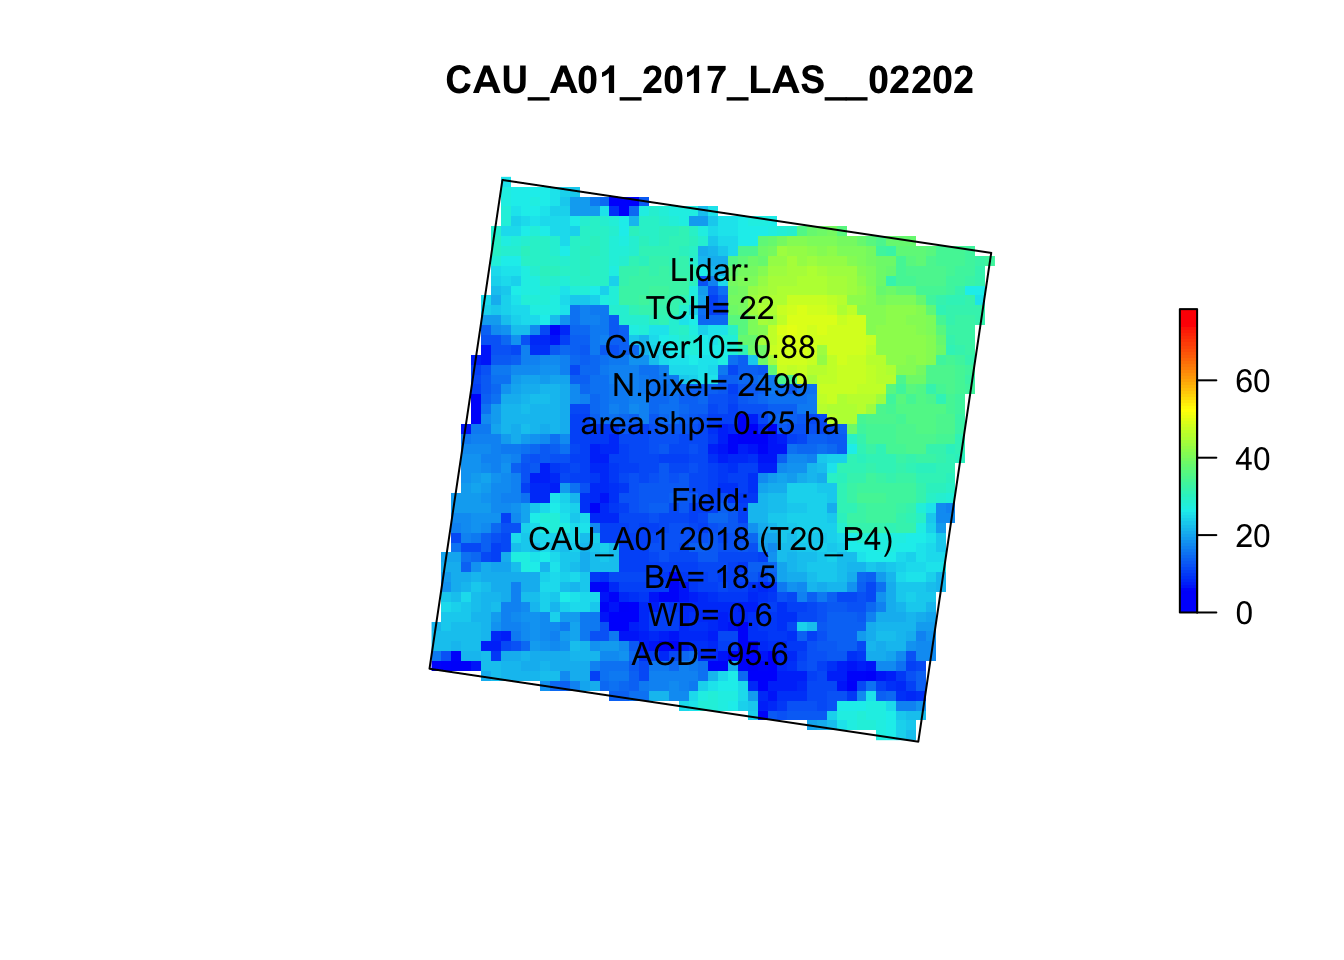 CAU_A01_2017_LAS__02202
Lidar:
TCH= 22
Cover10= 0.88
N.pixel= 2499
area.shp= 0.25 ha
Field:
CAU_A01 2018 (T20_P4)
BA= 18.5
WD= 0.6
ACD= 95.6
60
40
20
0